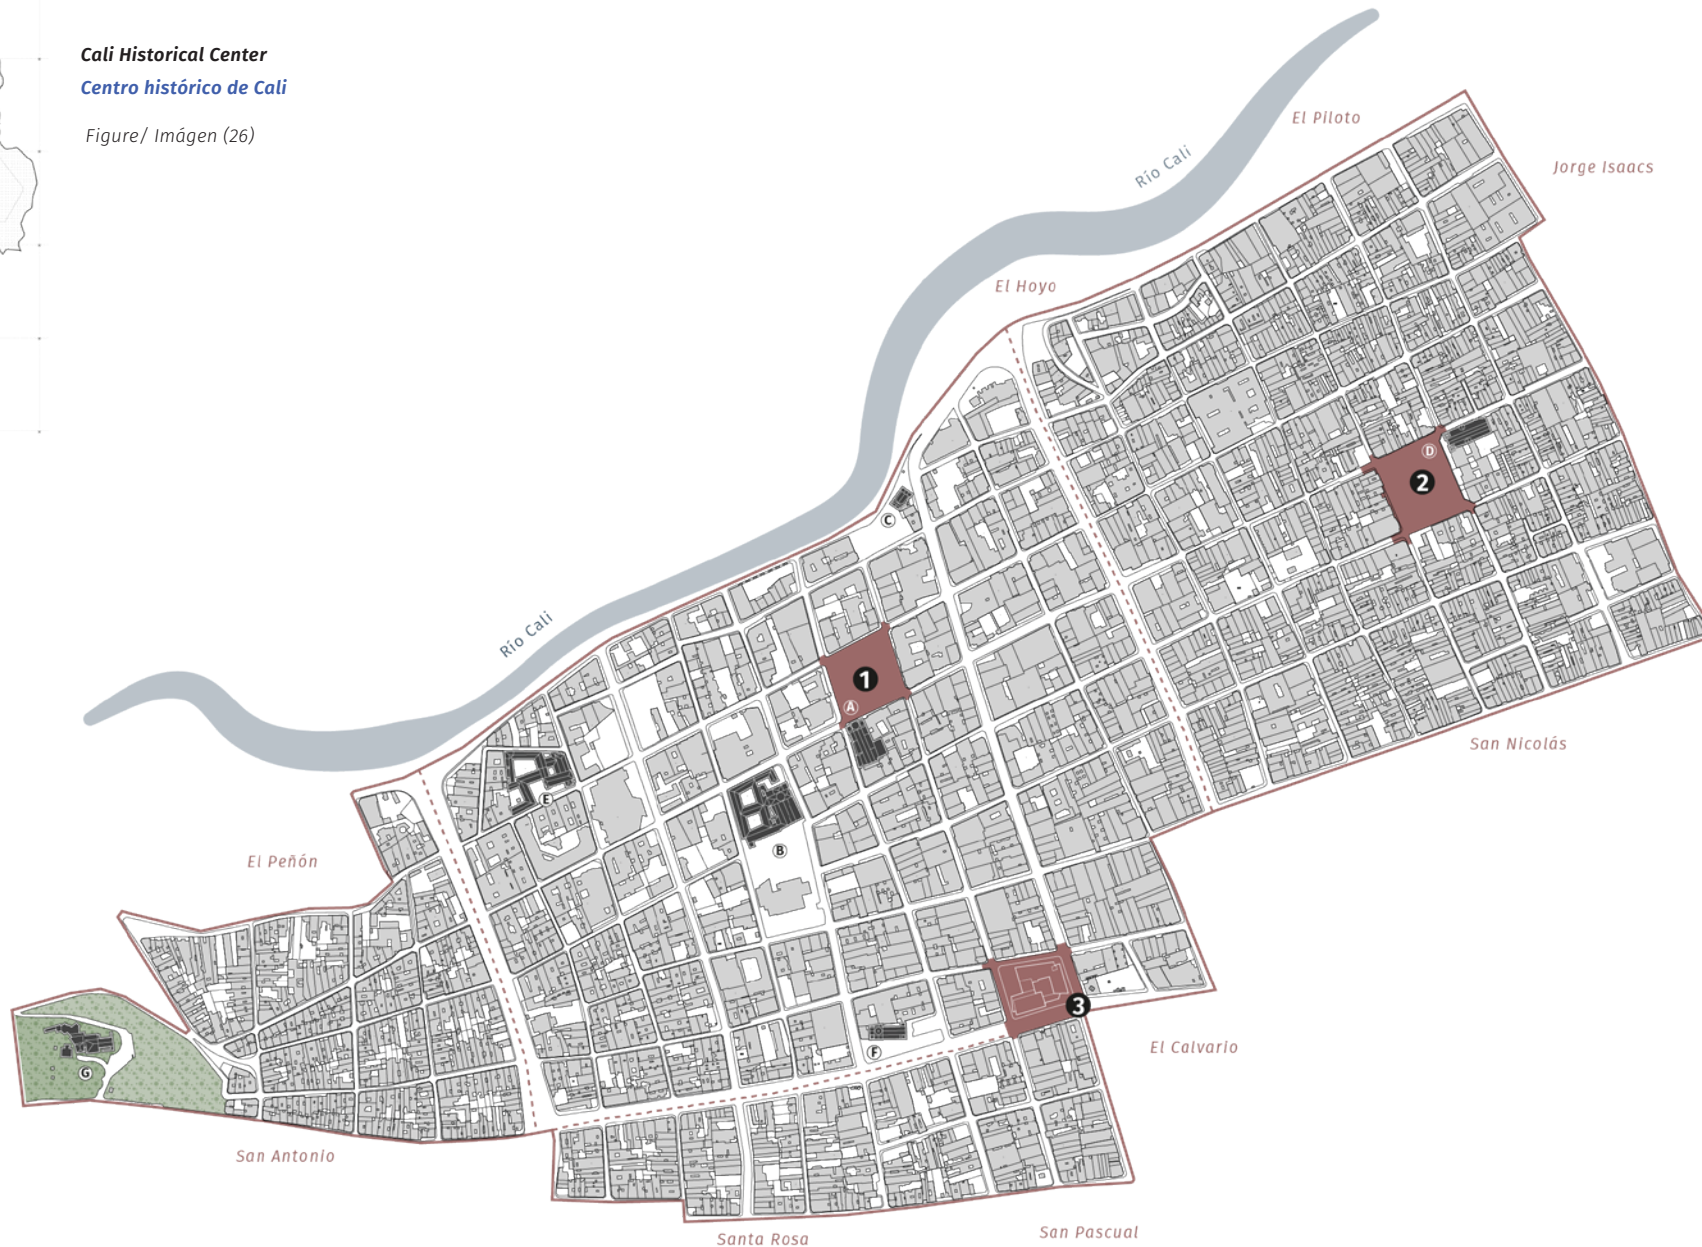 Cali Historical Center
Centro histórico de Cali
Figure/ Imágen (26)
El Piloto
Río Cali
Jorge Isaacs
El Hoyo
D
2
C
Río Cali
1
A
San Nicolás
E
B
El Peñón
3
F
El Calvario
G
San Antonio
San Pascual
Santa Rosa